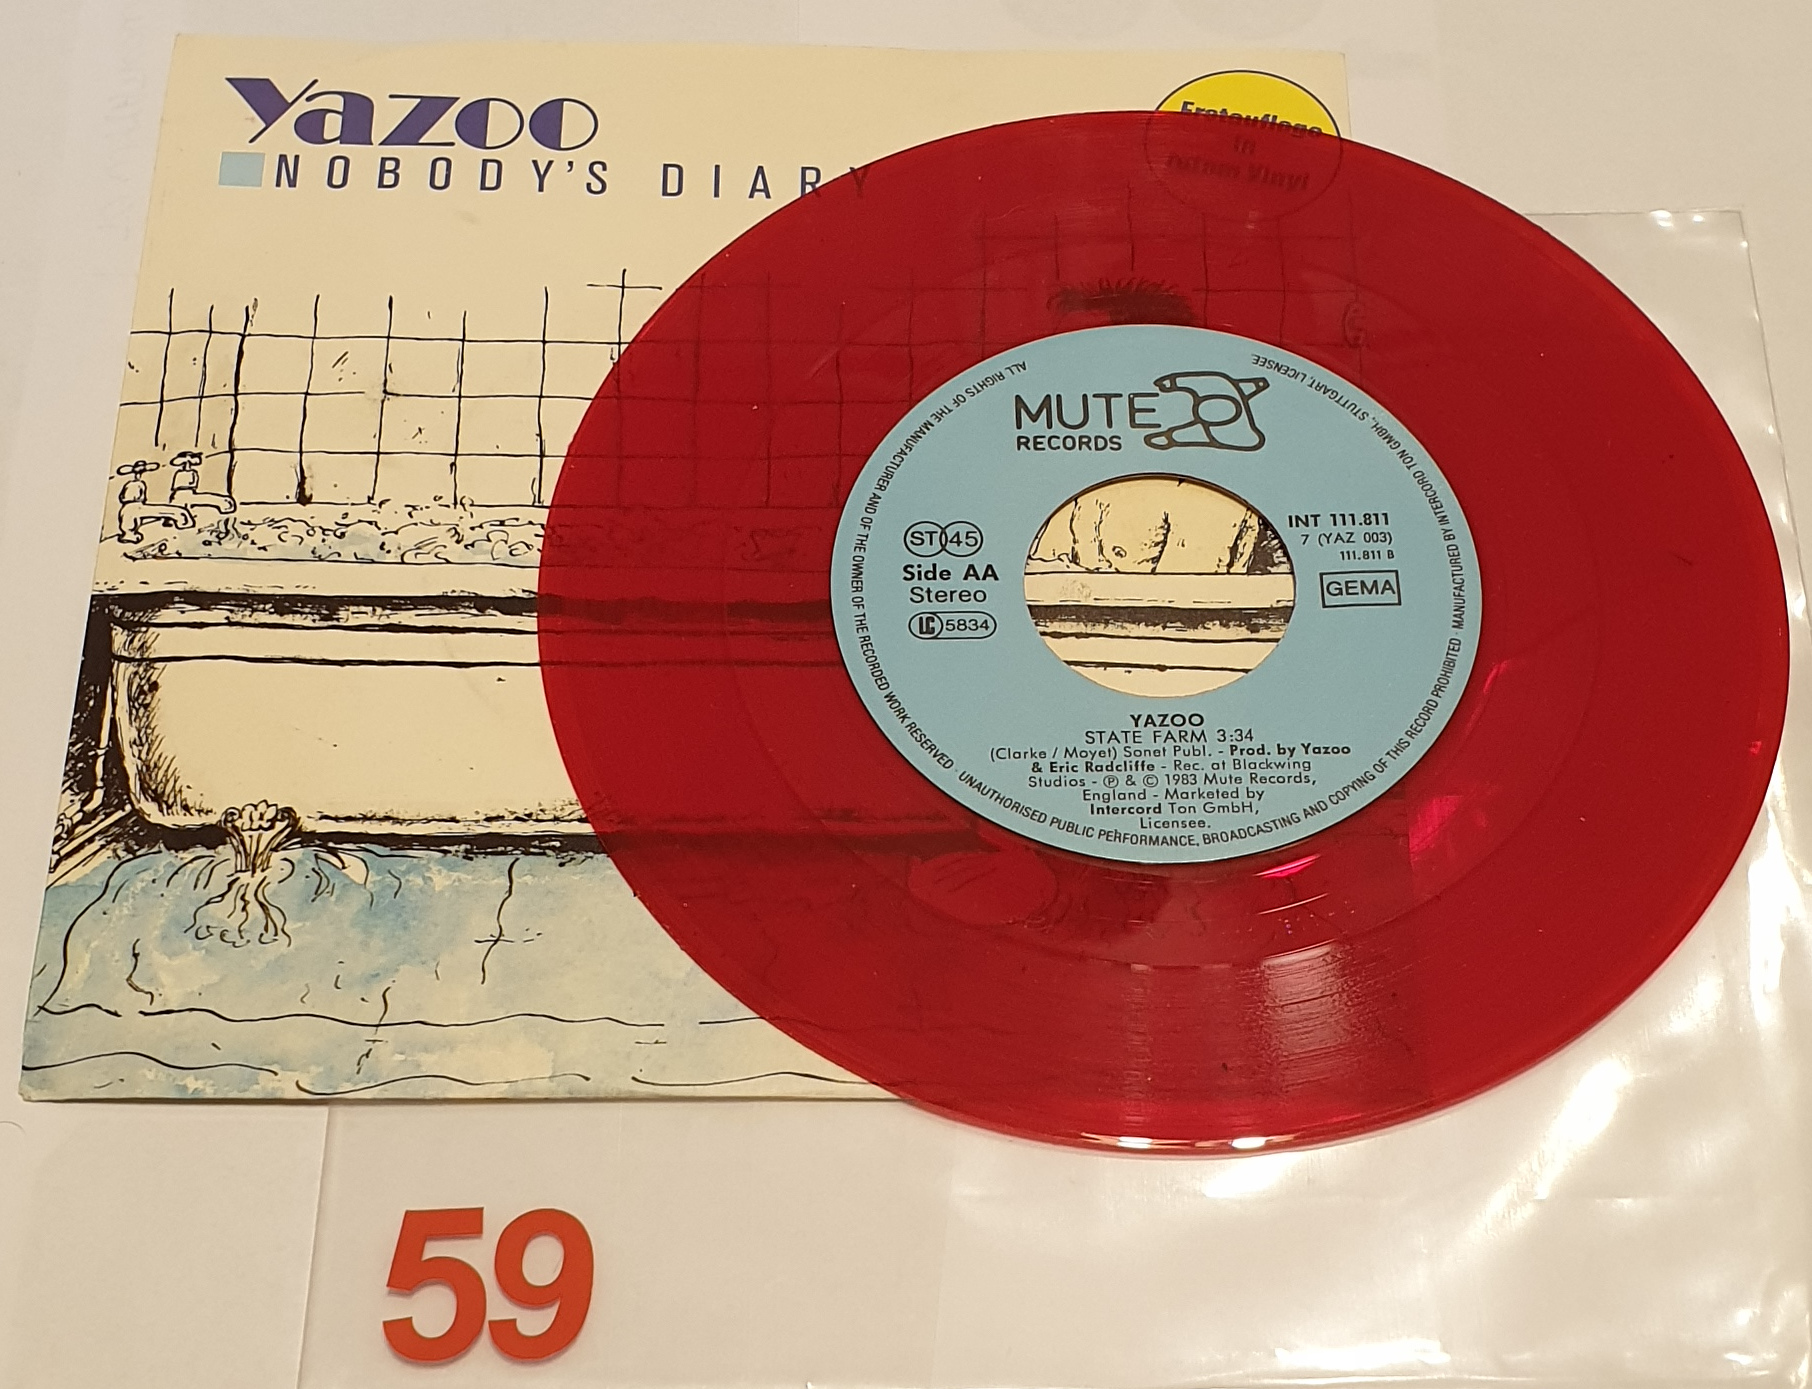 Yazoo
NOBODY'S DIARY
Erstauflage
in
rotem Vinyl
MUTE
RECORDS
ST 45
Side AA
Stereo
LC 5834
INT 111.811
7 (YAZ 003)
111.811 B
GEMA
YAZOO
STATE FARM 3:34
(Clarke / Moyet) Sonet Publ. - Prod. by Yazoo
& Eric Radcliffe - Rec. at Blackwing
Studios - ℗ & © 1983 Mute Records,
England - Marketed by
Intercord Ton GmbH,
Licensee.
ALL RIGHTS OF THE MANUFACTURER AND OF THE OWNER OF THE RECORDED WORK RESERVED · UNAUTHORISED PUBLIC PERFORMANCE, BROADCASTING AND COPYING OF THIS RECORD PROHIBITED · MANUFACTURED BY INTERCORD TON GMBH, STUTTGART, LICENSEE.
59